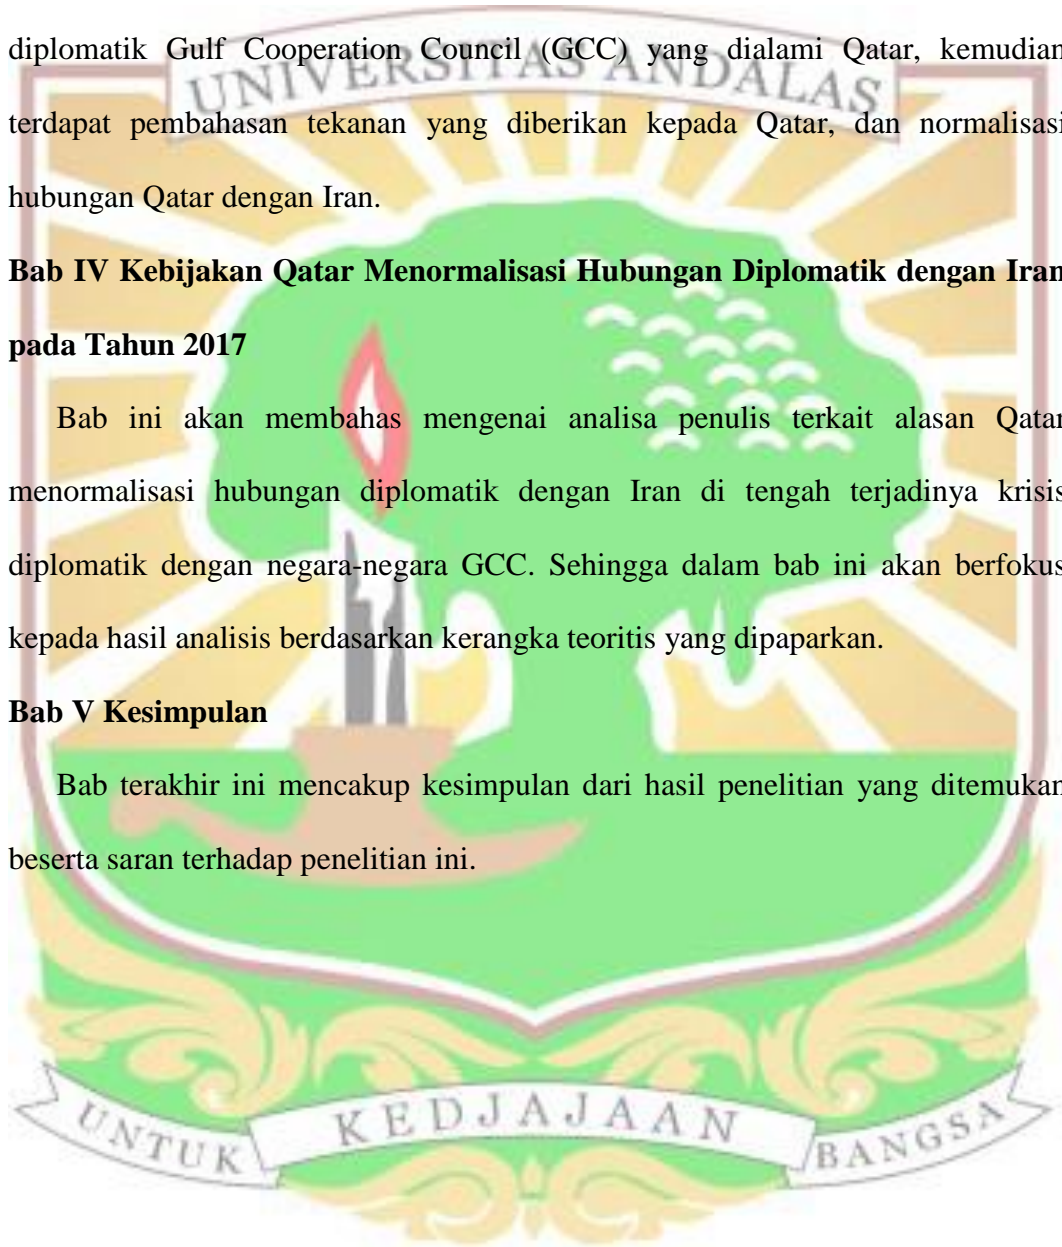 diplomatik Gulf Cooperation Council (GCC) yang dialami Qatar, kemudian
UNIVERSITAS ANDALAS
terdapat pembahasan tekanan yang diberikan kepada Qatar, dan normalisasi
hubungan Qatar dengan Iran.
Bab IV Kebijakan Qatar Menormalisasi Hubungan Diplomatik dengan Iran
pada Tahun 2017
Bab ini akan membahas mengenai analisa penulis terkait alasan Qatar
menormalisasi hubungan diplomatik dengan Iran di tengah terjadinya krisis
diplomatik dengan negara-negara GCC. Sehingga dalam bab ini akan berfokus
kepada hasil analisis berdasarkan kerangka teoritis yang dipaparkan.
Bab V Kesimpulan
Bab terakhir ini mencakup kesimpulan dari hasil penelitian yang ditemukan
beserta saran terhadap penelitian ini.
UNTUK KEDJAJAAN BANGSA